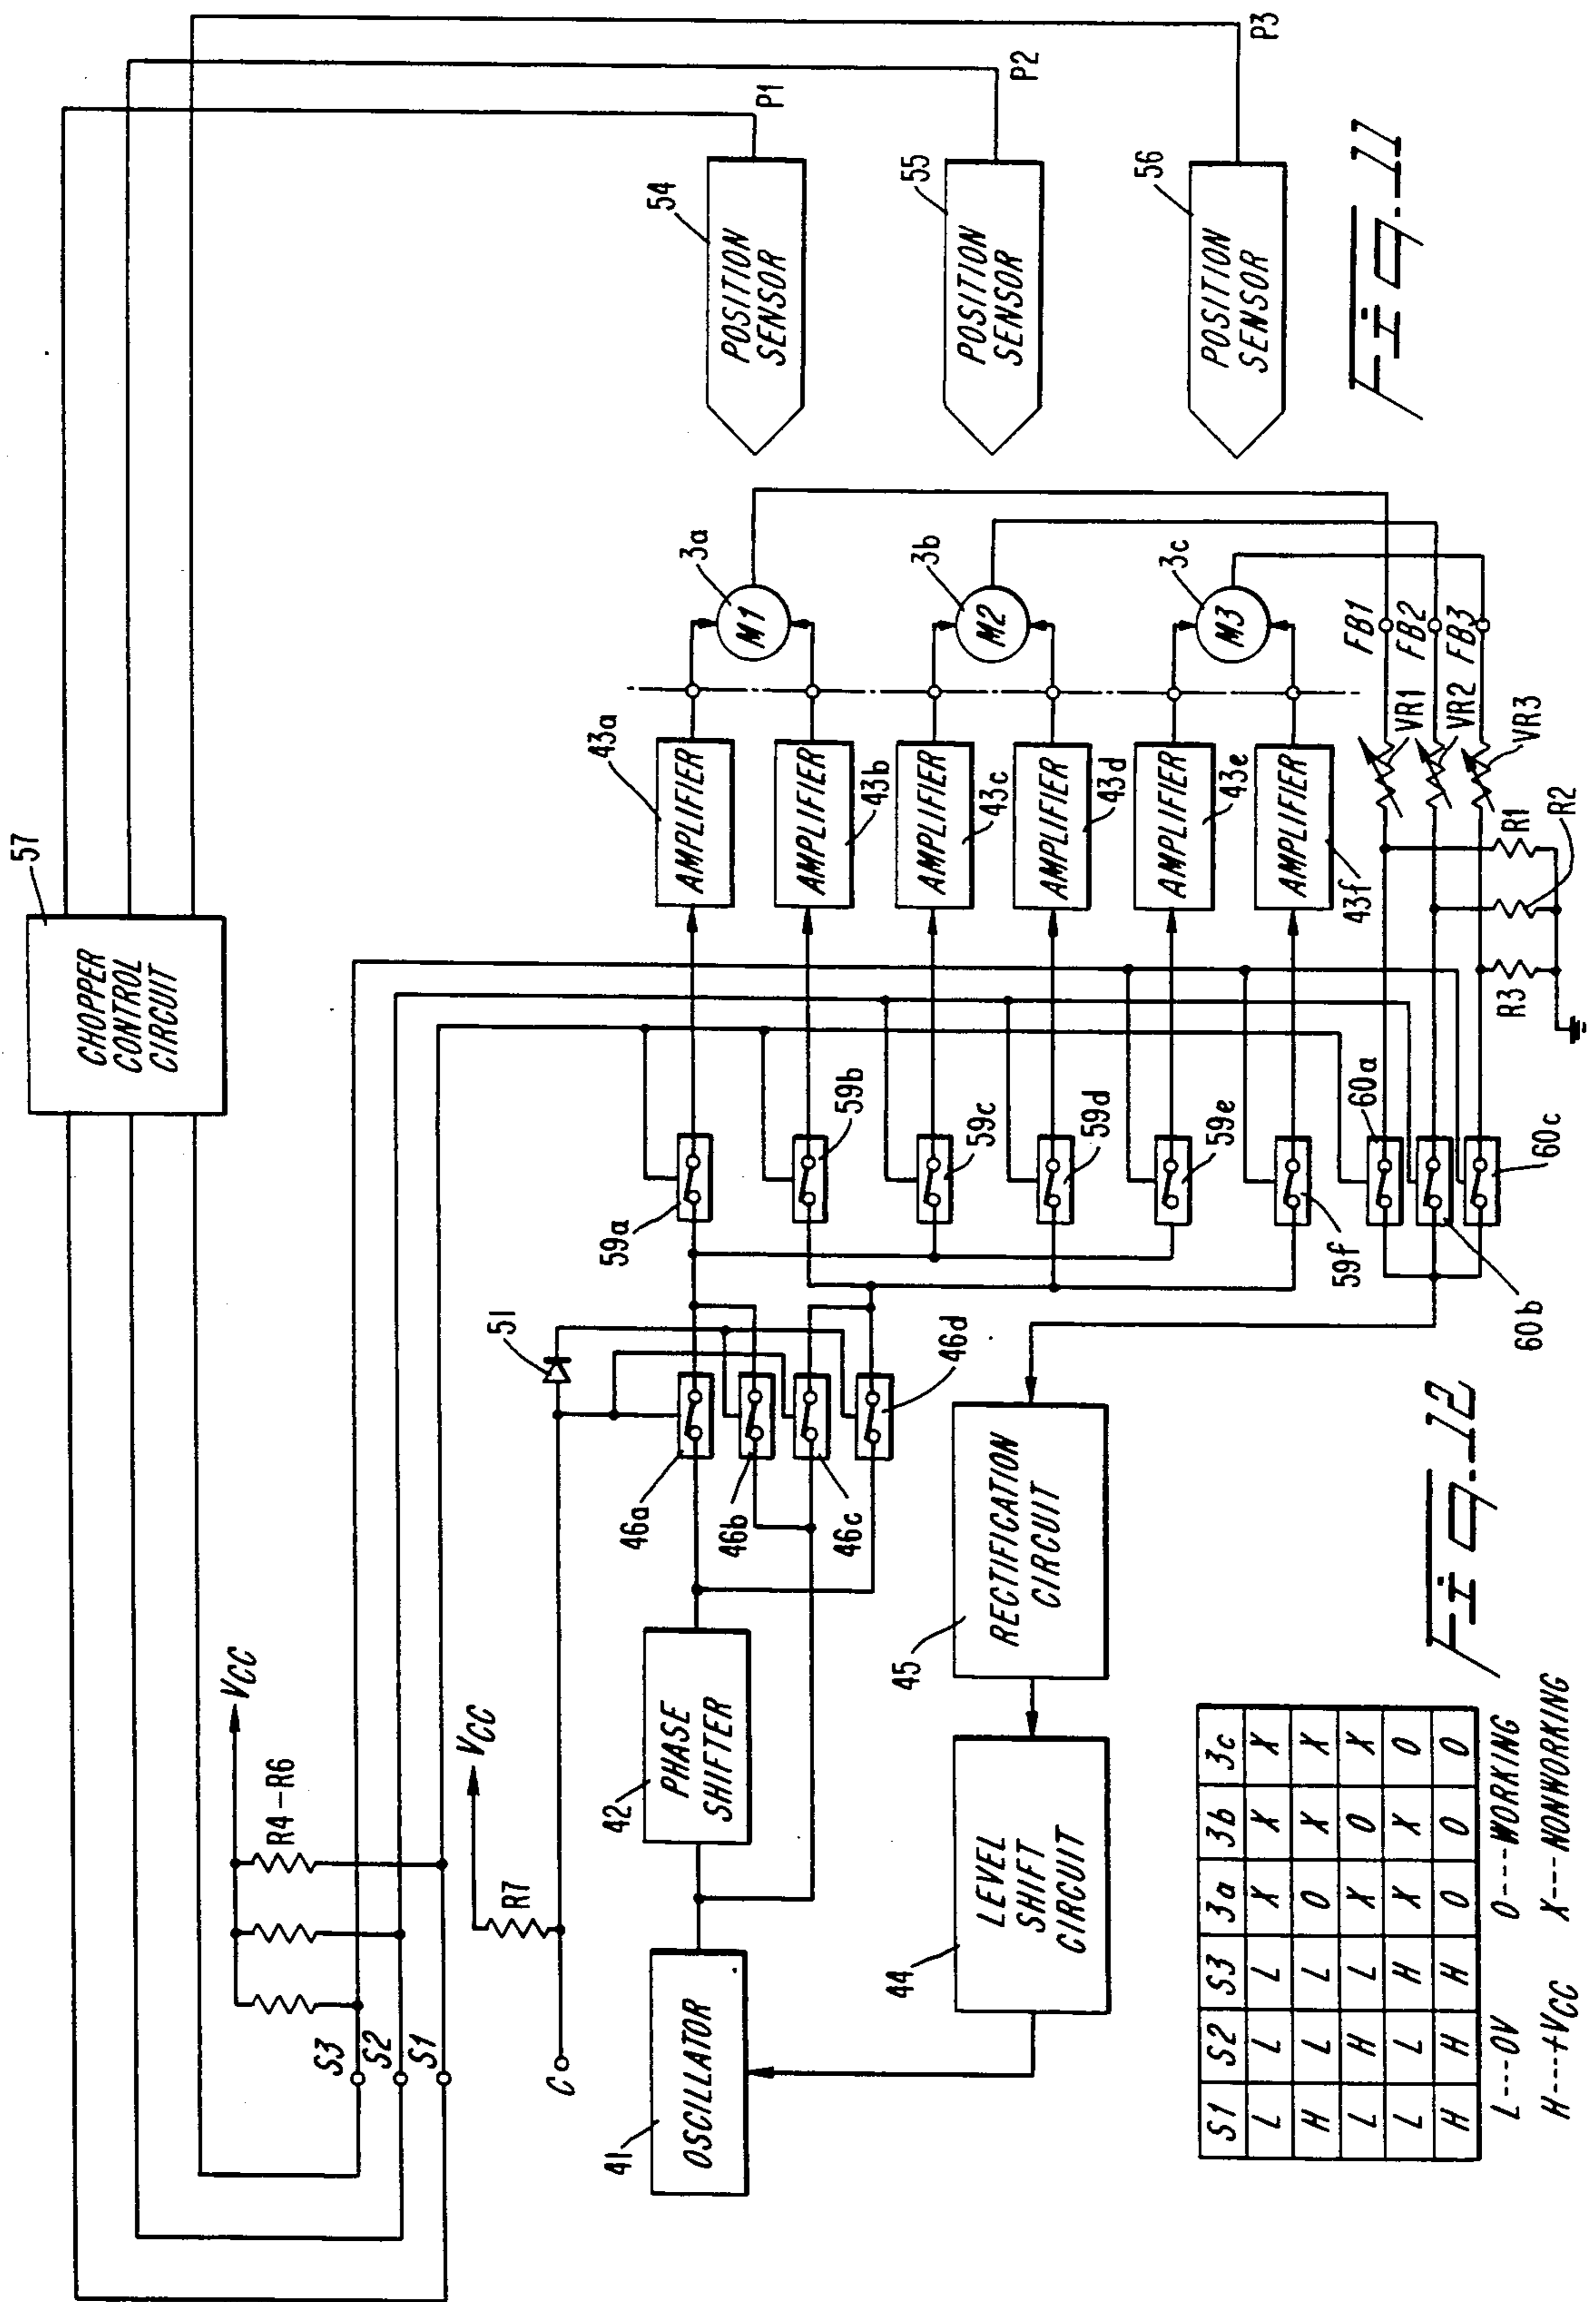 57
CHOPPER
CONTROL
CIRCUIT
VCC
R4-R6
S3
S2
S1
VCC
R7
C
51
41
OSCILLATOR
42
PHASE
SHIFTER
46a
46b
46c
46d
59a
59b
59c
59d
59e
59f
60a
60b
60c
43a
AMPLIFIER
AMPLIFIER
43b
AMPLIFIER
43c
AMPLIFIER
43d
AMPLIFIER
43e
AMPLIFIER
43f
3a
M1
3b
M2
3c
M3
54
POSITION
SENSOR
P1
55
POSITION
SENSOR
P2
56
POSITION
SENSOR
P3
FB1
FB2
FB3
VR1
VR2
VR3
R1
R2
R3
44
LEVEL
SHIFT
CIRCUIT
45
RECTIFICATION
CIRCUIT
Fig.11
S1 S2 S3 3a 3b 3c
L L L X X X
H L L O X X
L H L X O X
L L H X X O
H H H O O O
L---OV O---WORKING
H---+VCC X---NONWORKING
Fig.12